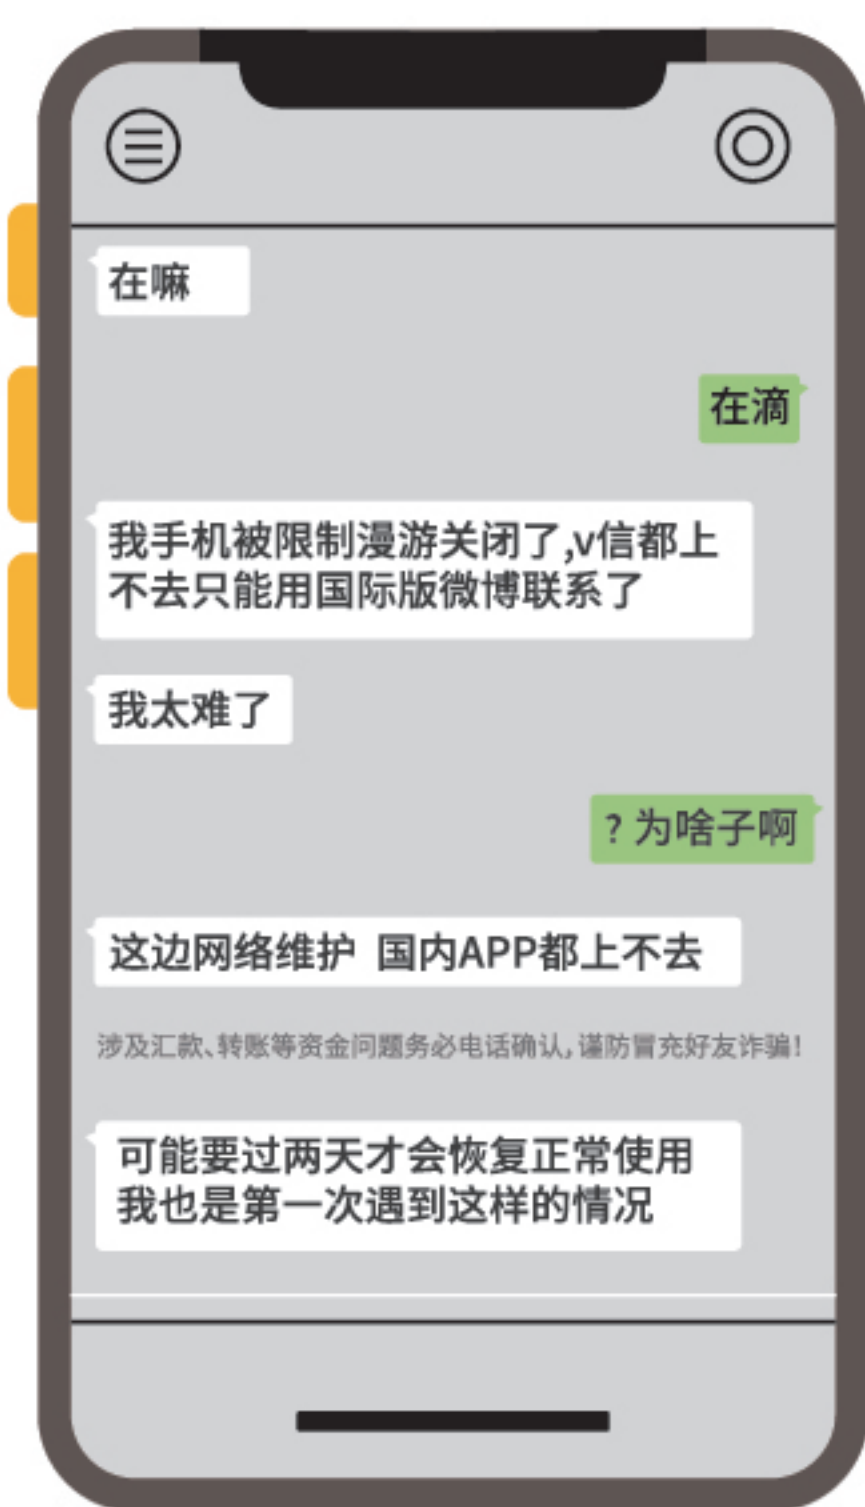 在嘛
在滴
我手机被限制漫游关闭了,v信都上
不去只能用国际版微博联系了
我太难了
? 为啥子啊
这边网络维护 国内APP都上不去
涉及汇款、转账等资金问题务必电话确认,谨防冒充好友诈骗!
可能要过两天才会恢复正常使用
我也是第一次遇到这样的情况